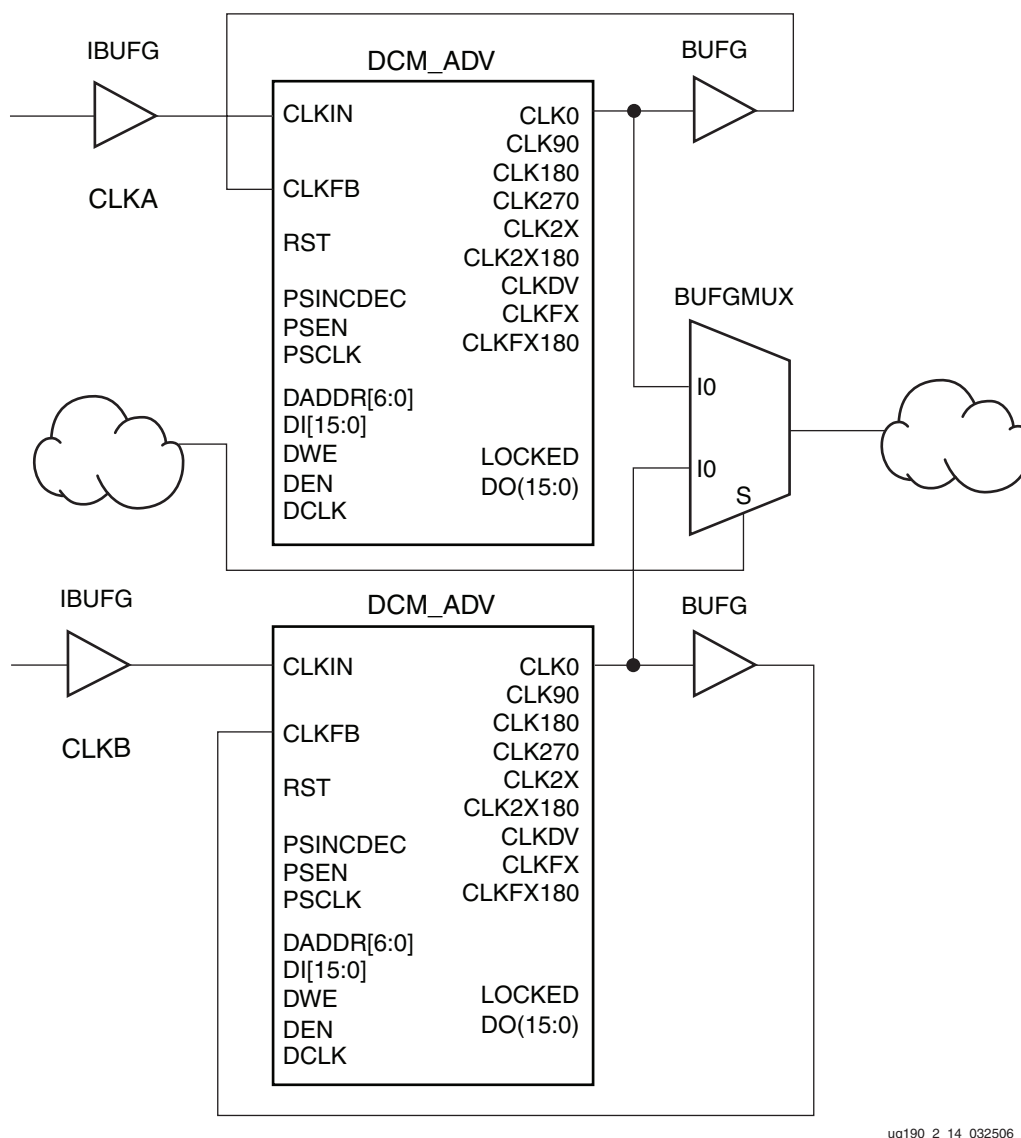 IBUFG
DCM_ADV
BUFG
CLKIN
CLK0
CLK90
CLKFB
CLK180
CLKA
CLK270
CLK2X
RST
CLK2X180
CLKDV
BUFGMUX
PSINCDEC
CLKFX
PSEN
CLKFX180
PSCLK
I0
DADDR[6:0]
DI[15:0]
DWE
LOCKED
I0
DEN
DO(15:0)
S
DCLK
IBUFG
DCM_ADV
BUFG
CLKIN
CLK0
CLK90
CLKFB
CLK180
CLKB
CLK270
RST
CLK2X
CLK2X180
PSINCDEC
CLKDV
PSEN
CLKFX
PSCLK
CLKFX180
DADDR[6:0]
DI[15:0]
DWE
LOCKED
DEN
DO(15:0)
DCLK
ug190_2_14_032506